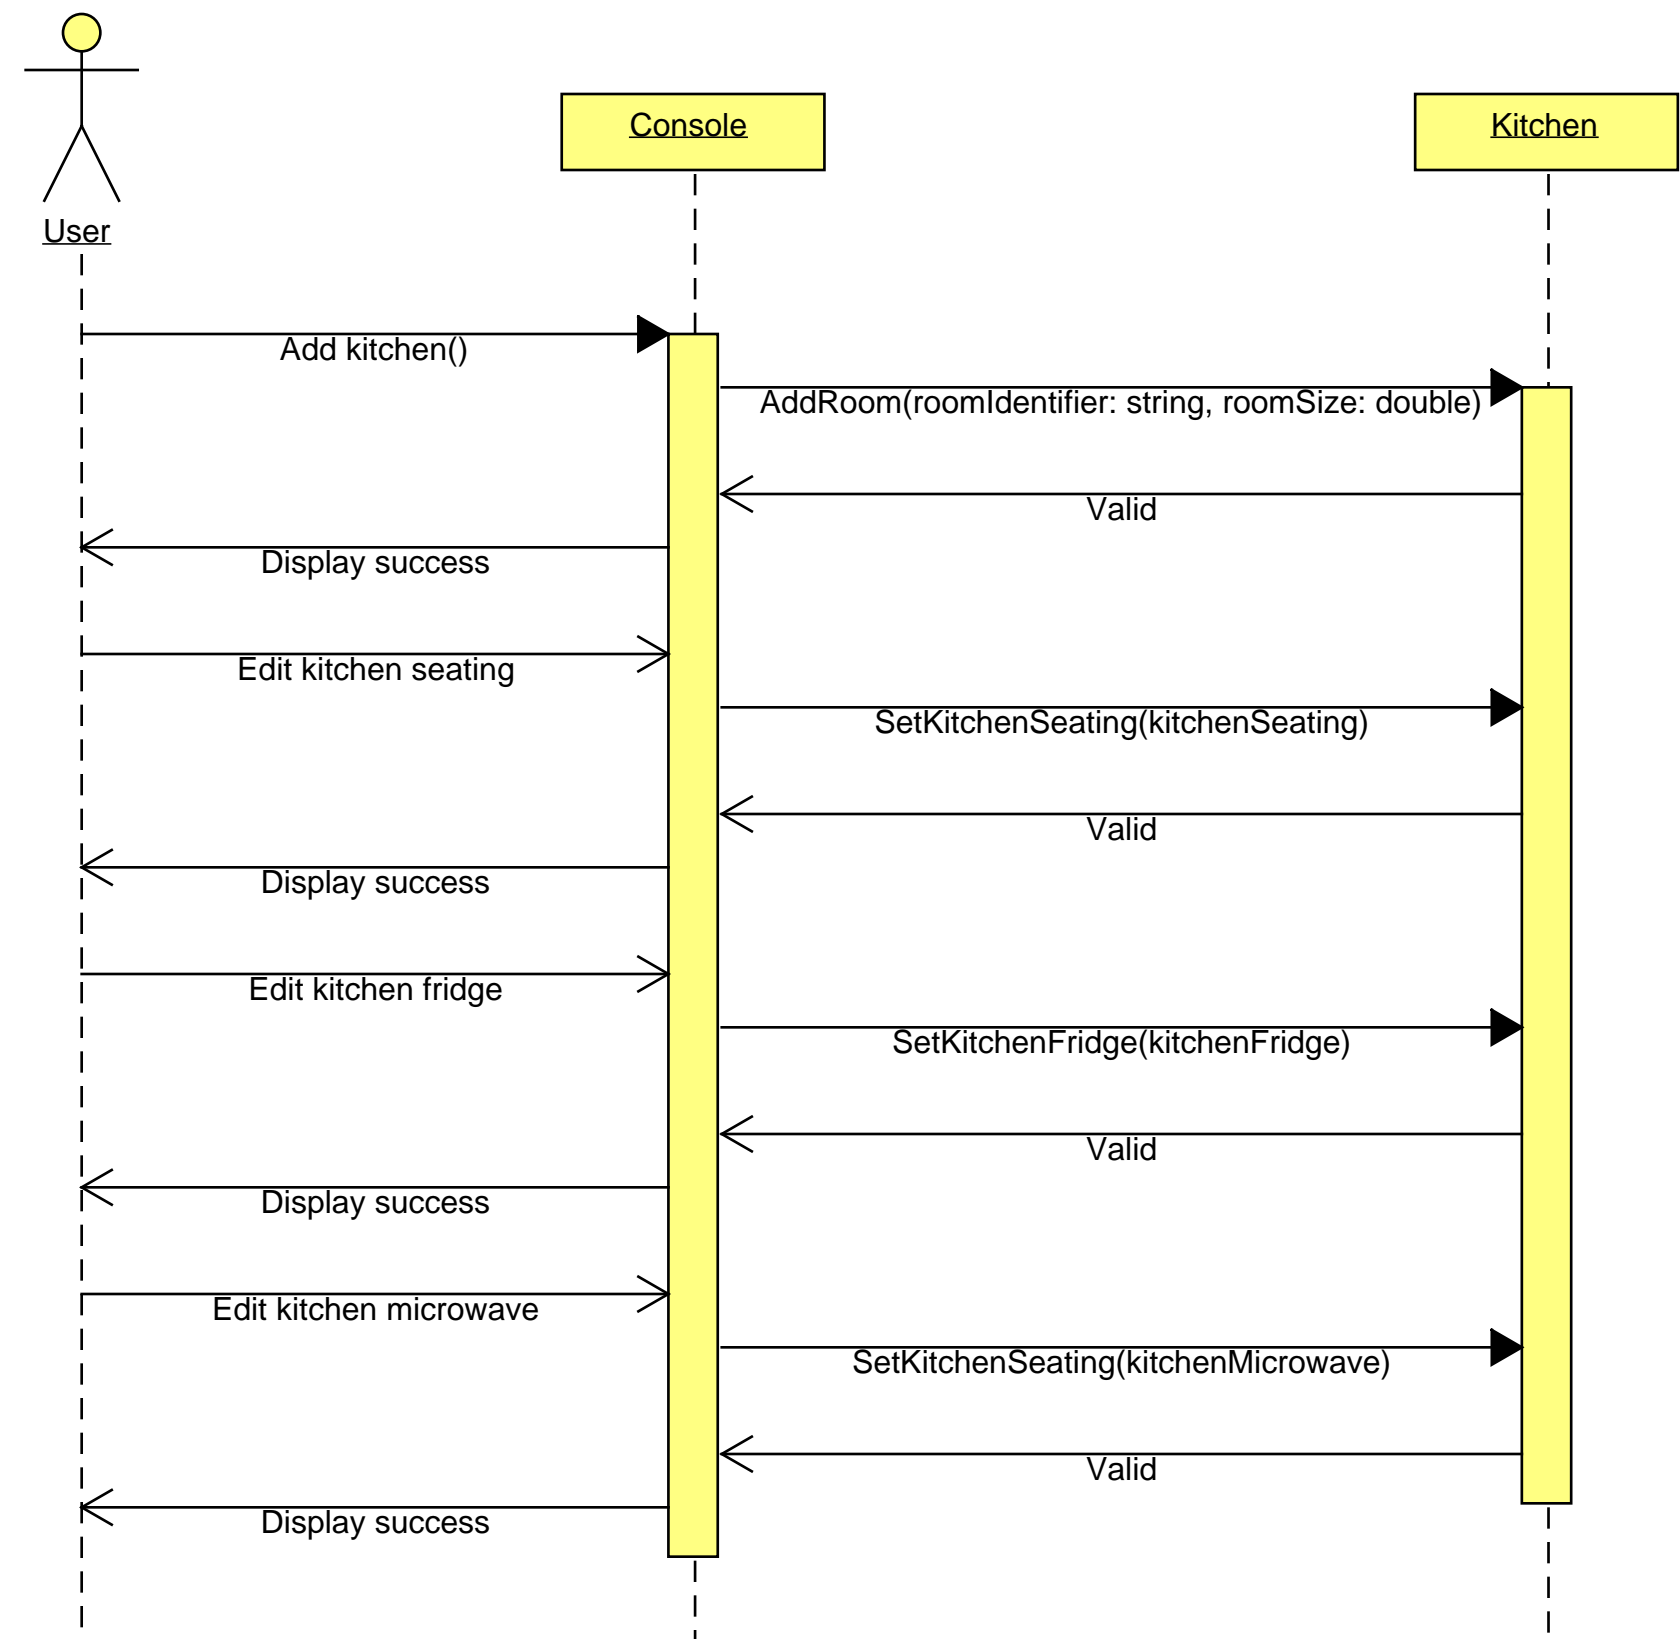 Console
Kitchen
User
Add kitchen()
AddRoom(roomIdentifier: string, roomSize: double)
Valid
Display success
Edit kitchen seating
SetKitchenSeating(kitchenSeating)
Valid
Display success
Edit kitchen fridge
SetKitchenFridge(kitchenFridge)
Valid
Display success
Edit kitchen microwave
SetKitchenSeating(kitchenMicrowave)
Valid
Display success